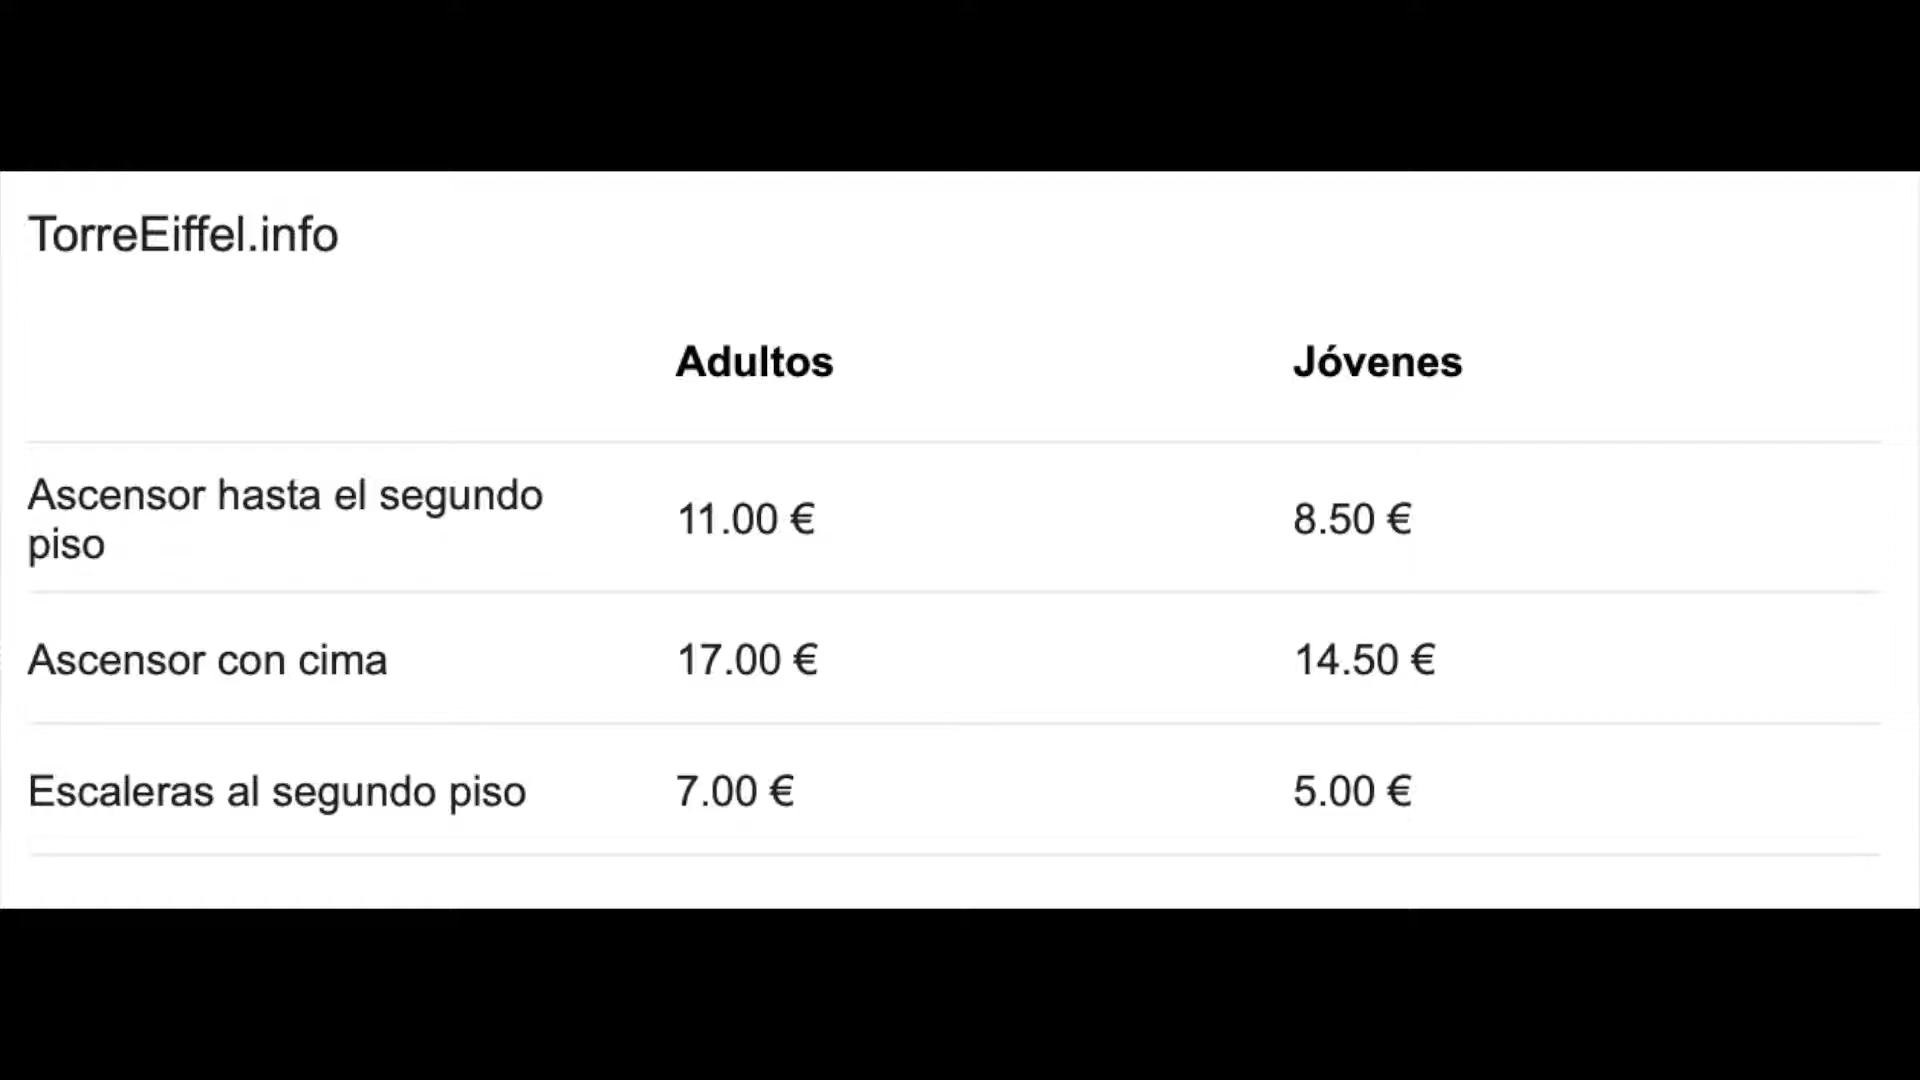 TorreEiffel.info
Adultos Jóvenes
Ascensor hasta el segundo
piso 11.00 € 8.50 €
Ascensor con cima 17.00 € 14.50 €
Escaleras al segundo piso 7.00 € 5.00 €